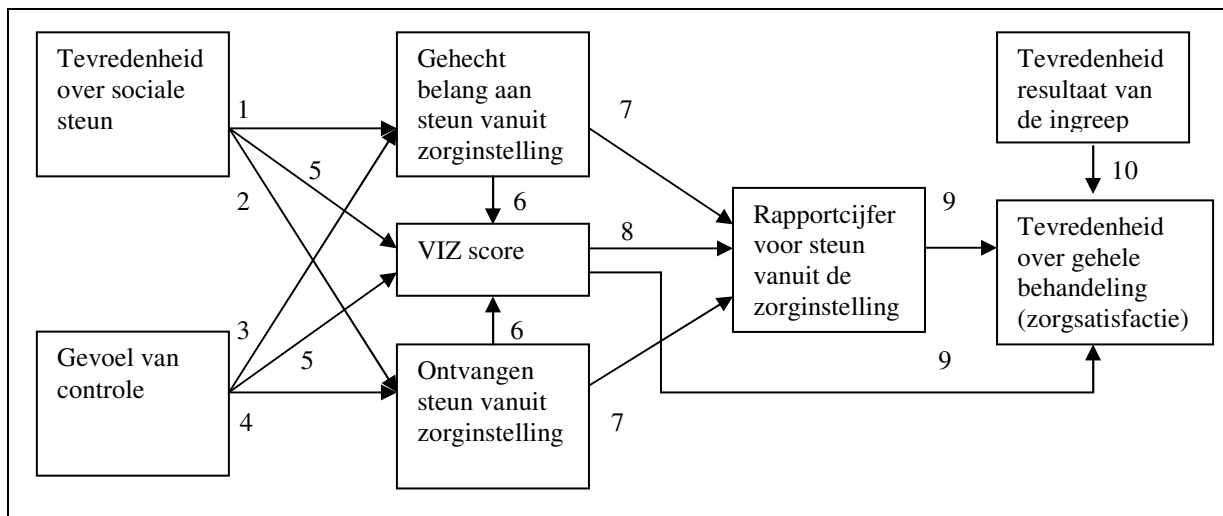 Tevredenheid
over sociale
steun
1
5
2
Gevoel van
controle
3
5
4
Gehecht
belang aan
steun vanuit
zorginstelling
7
6
VIZ score
8
6
Ontvangen
steun vanuit
zorginstelling
7
Rapportcijfer
voor steun
vanuit de
zorginstelling
9
9
Tevredenheid
resultaat van
de ingreep
10
Tevredenheid
over gehele
behandeling
(zorgsatisfactie)